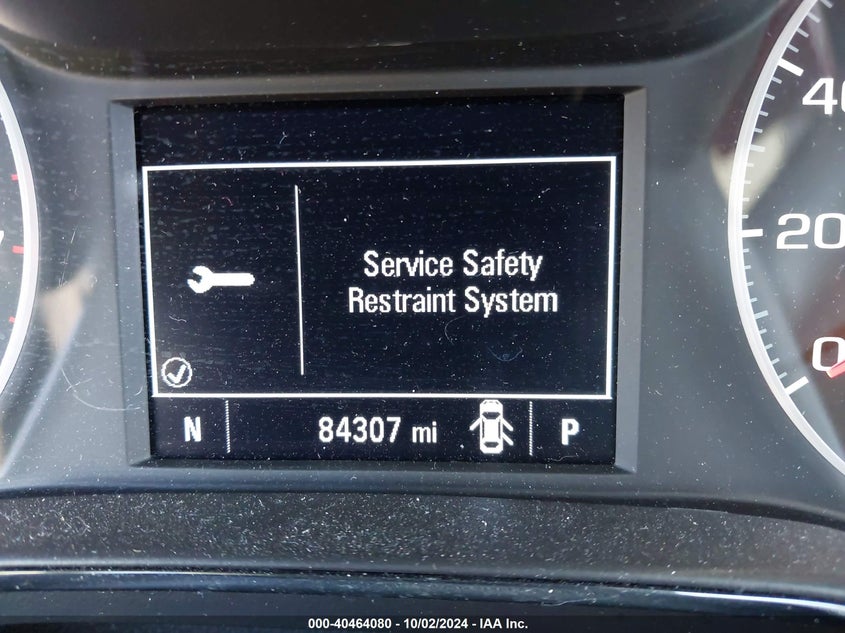 40
20
0
Service Safety
Restraint System
N 84307 mi P
000-40464080 - 10/02/2024 - IAA Inc.